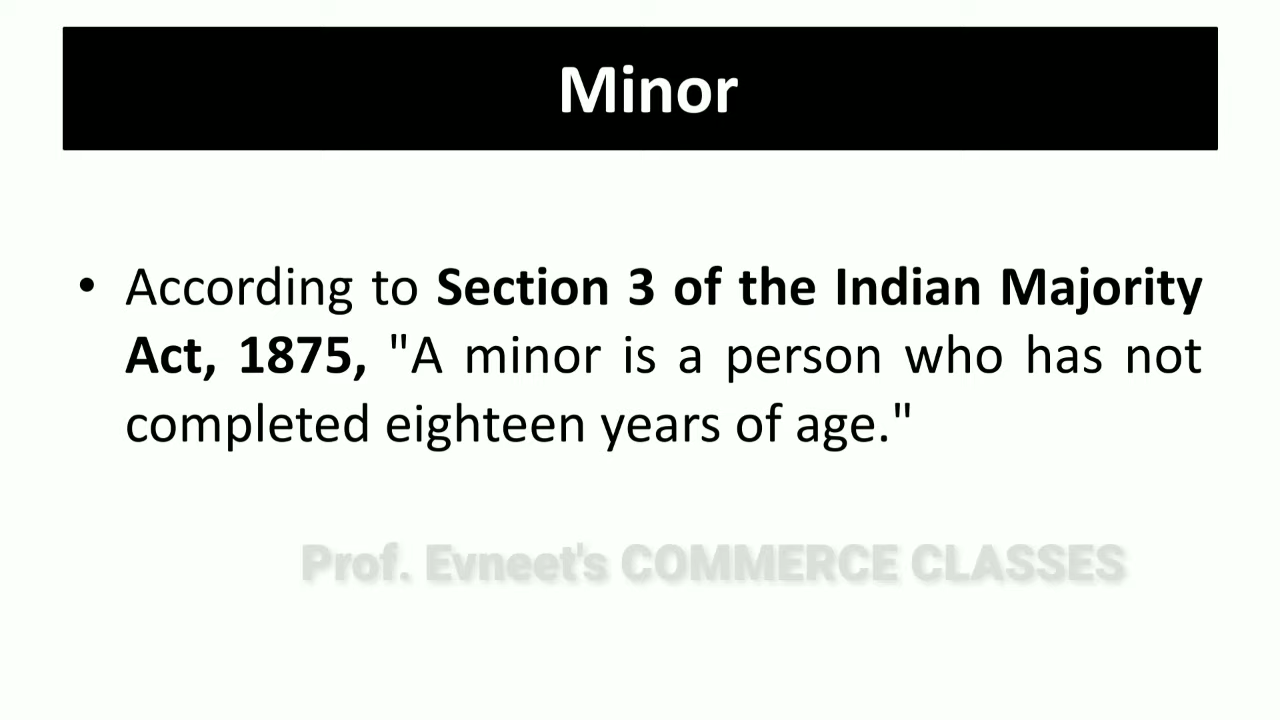 Minor
• According to Section 3 of the Indian Majority
Act, 1875, "A minor is a person who has not
completed eighteen years of age."
Prof. Evneet's COMMERCE CLASSES